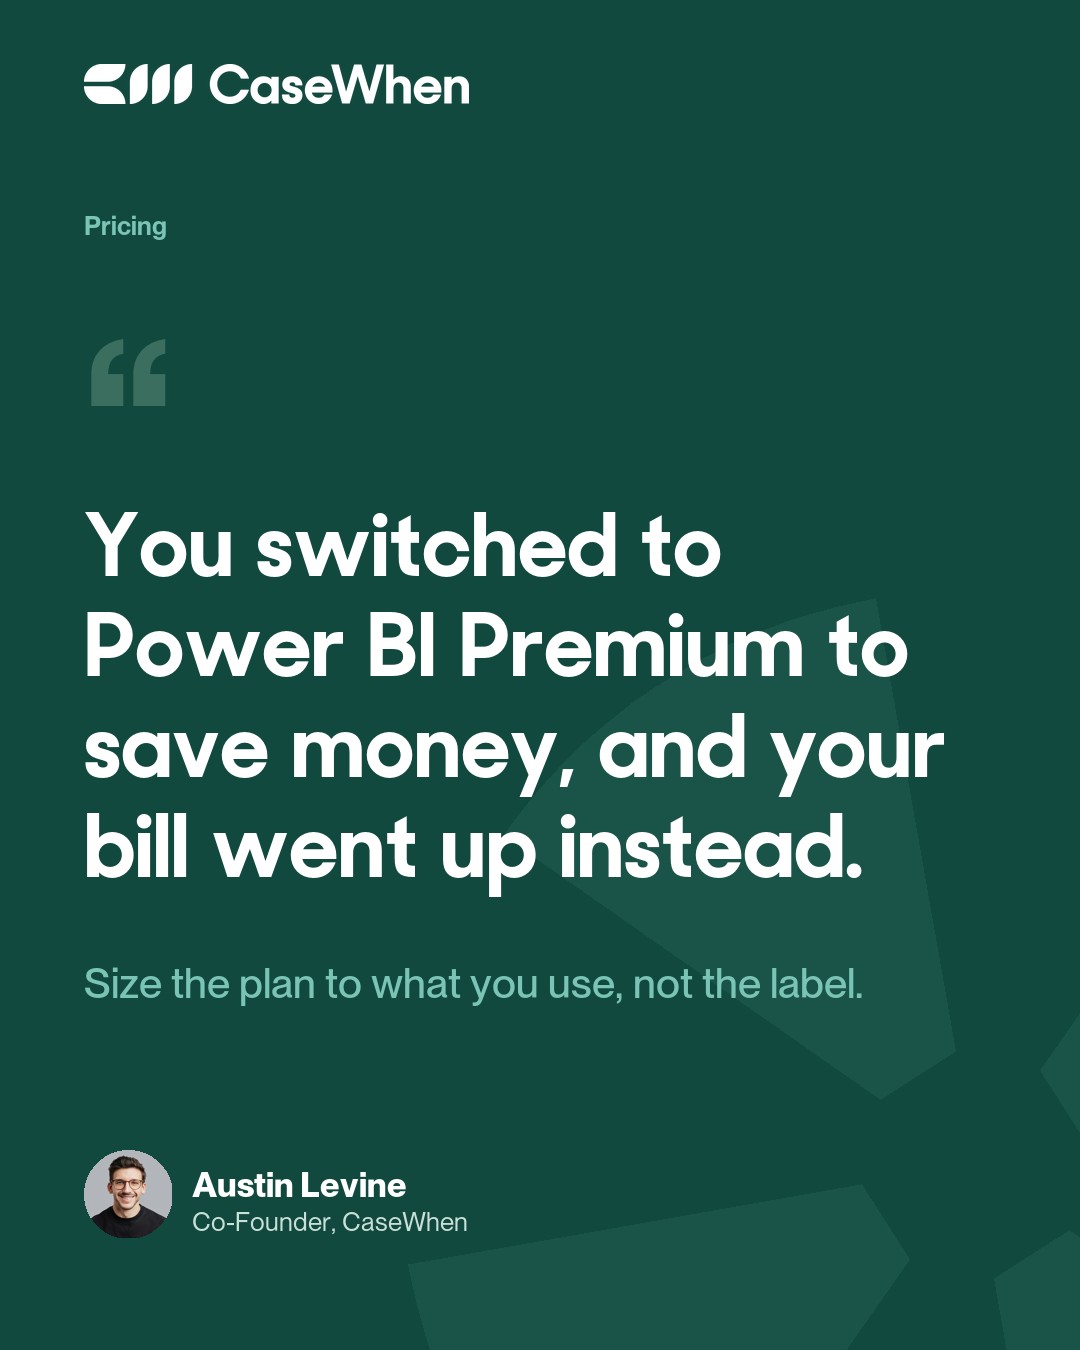 CaseWhen
Pricing
“
You switched to
Power BI Premium to
save money, and your
bill went up instead.
Size the plan to what you use, not the label.
Austin Levine
Co-Founder, CaseWhen